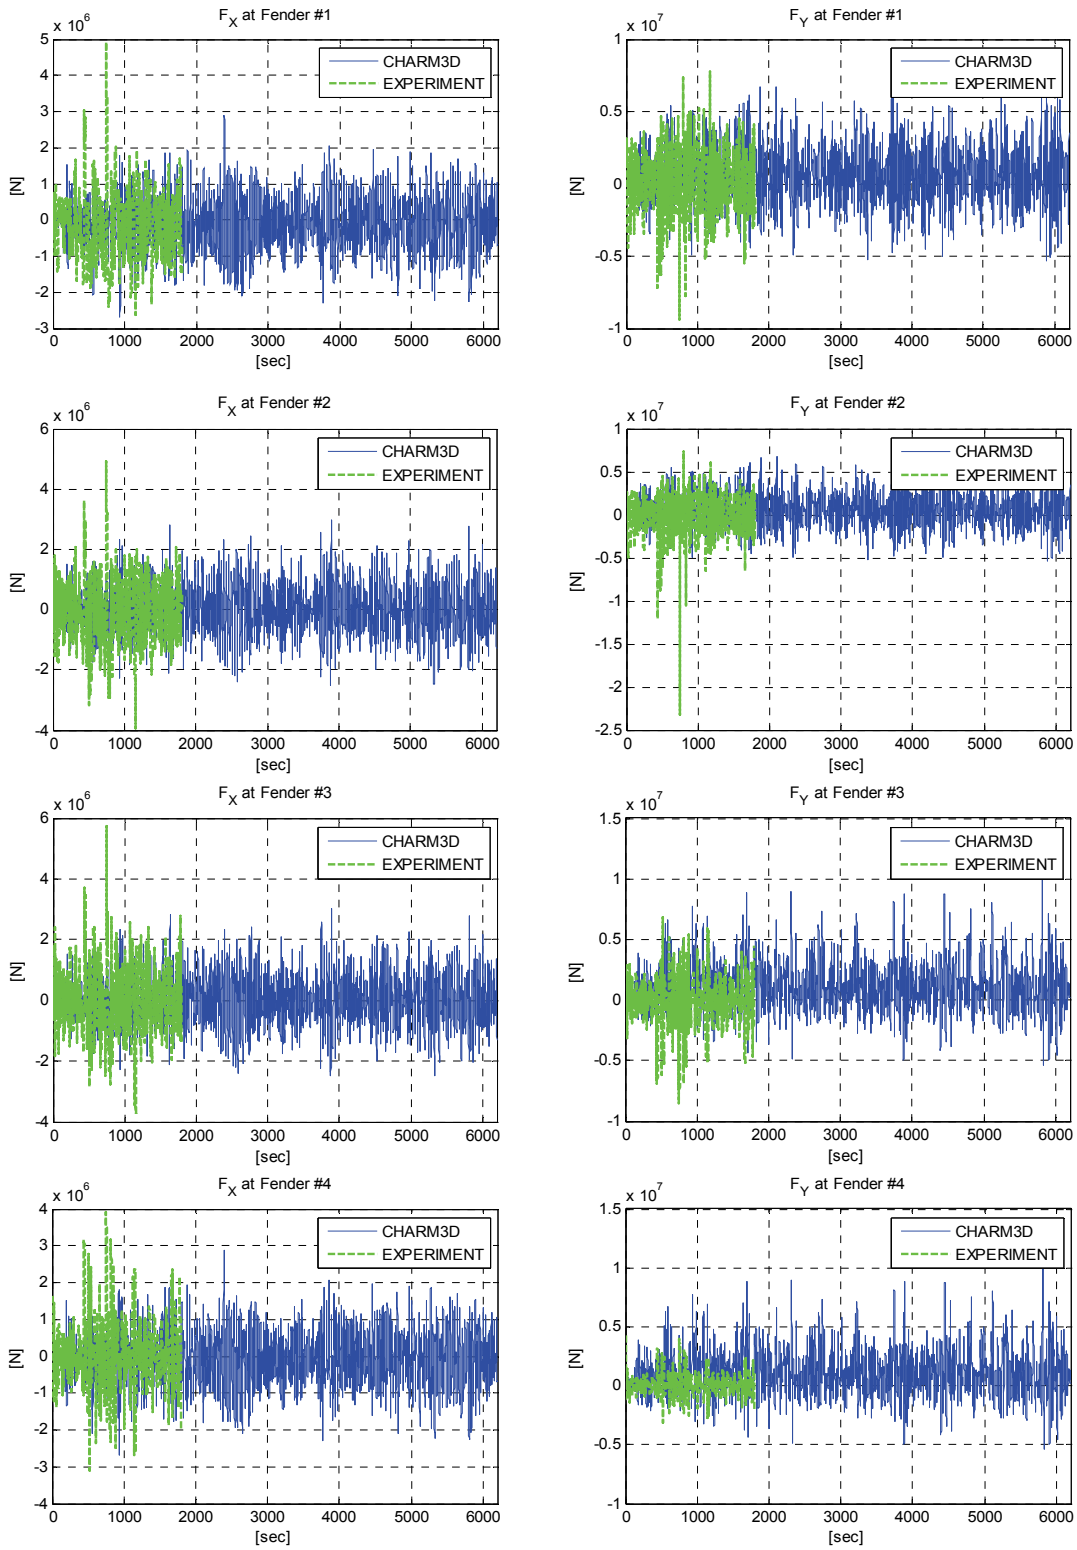 x 10^6
F_X at Fender #1
CHARM3D
EXPERIMENT
5
4
3
2
1
0
-1
-2
-3
[N]
0 1000 2000 3000 4000 5000 6000
[sec]
x 10^7
F_Y at Fender #1
CHARM3D
EXPERIMENT
1
0.5
0
-0.5
-1
[N]
0 1000 2000 3000 4000 5000 6000
[sec]
x 10^6
F_X at Fender #2
CHARM3D
EXPERIMENT
6
4
2
0
-2
-4
[N]
0 1000 2000 3000 4000 5000 6000
[sec]
x 10^7
F_Y at Fender #2
CHARM3D
EXPERIMENT
1
0.5
0
-0.5
-1
-1.5
-2
-2.5
[N]
0 1000 2000 3000 4000 5000 6000
[sec]
x 10^6
F_X at Fender #3
CHARM3D
EXPERIMENT
6
4
2
0
-2
-4
[N]
0 1000 2000 3000 4000 5000 6000
[sec]
x 10^7
F_Y at Fender #3
CHARM3D
EXPERIMENT
1.5
1
0.5
0
-0.5
-1
[N]
0 1000 2000 3000 4000 5000 6000
[sec]
x 10^6
F_X at Fender #4
CHARM3D
EXPERIMENT
4
3
2
1
0
-1
-2
-3
-4
[N]
0 1000 2000 3000 4000 5000 6000
[sec]
x 10^7
F_Y at Fender #4
CHARM3D
EXPERIMENT
1.5
1
0.5
0
-0.5
-1
[N]
0 1000 2000 3000 4000 5000 6000
[sec]